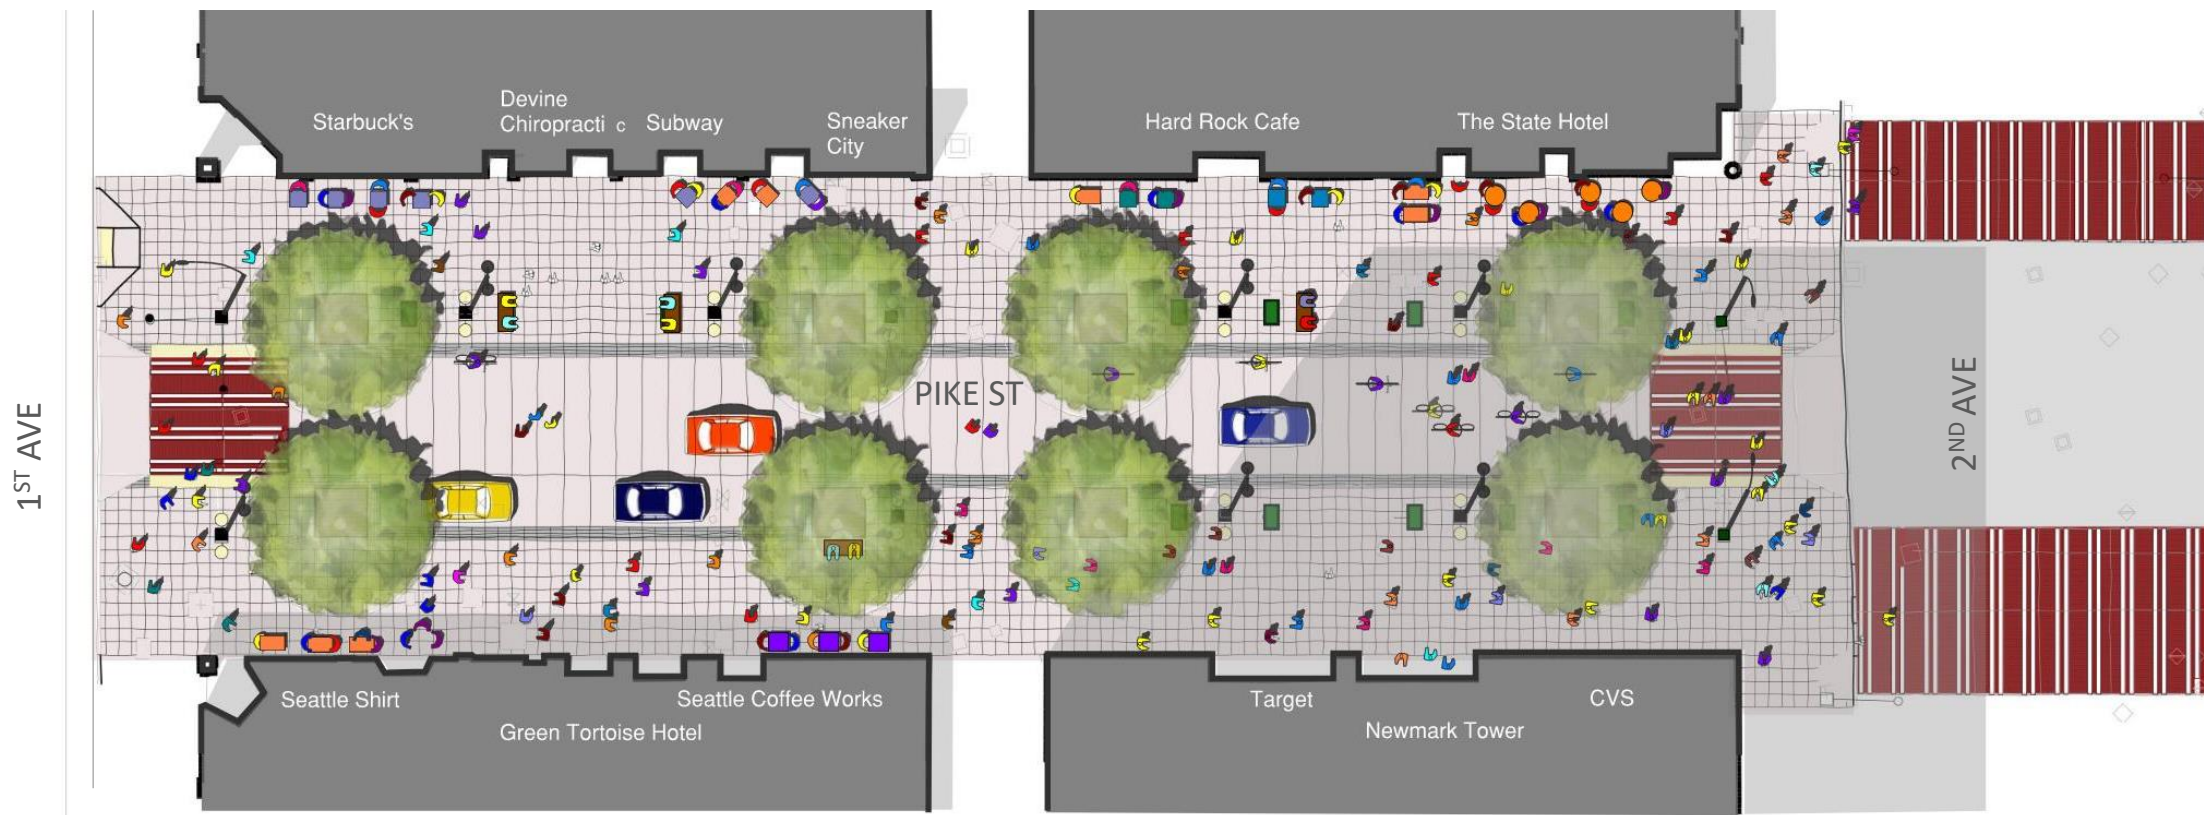 Starbuck's
Devine
Chiropracti c
Subway
Sneaker
City
Hard Rock Cafe
The State Hotel
1ST AVE
PIKE ST
2ND AVE
Seattle Shirt
Green Tortoise Hotel
Seattle Coffee Works
Target
Newmark Tower
CVS